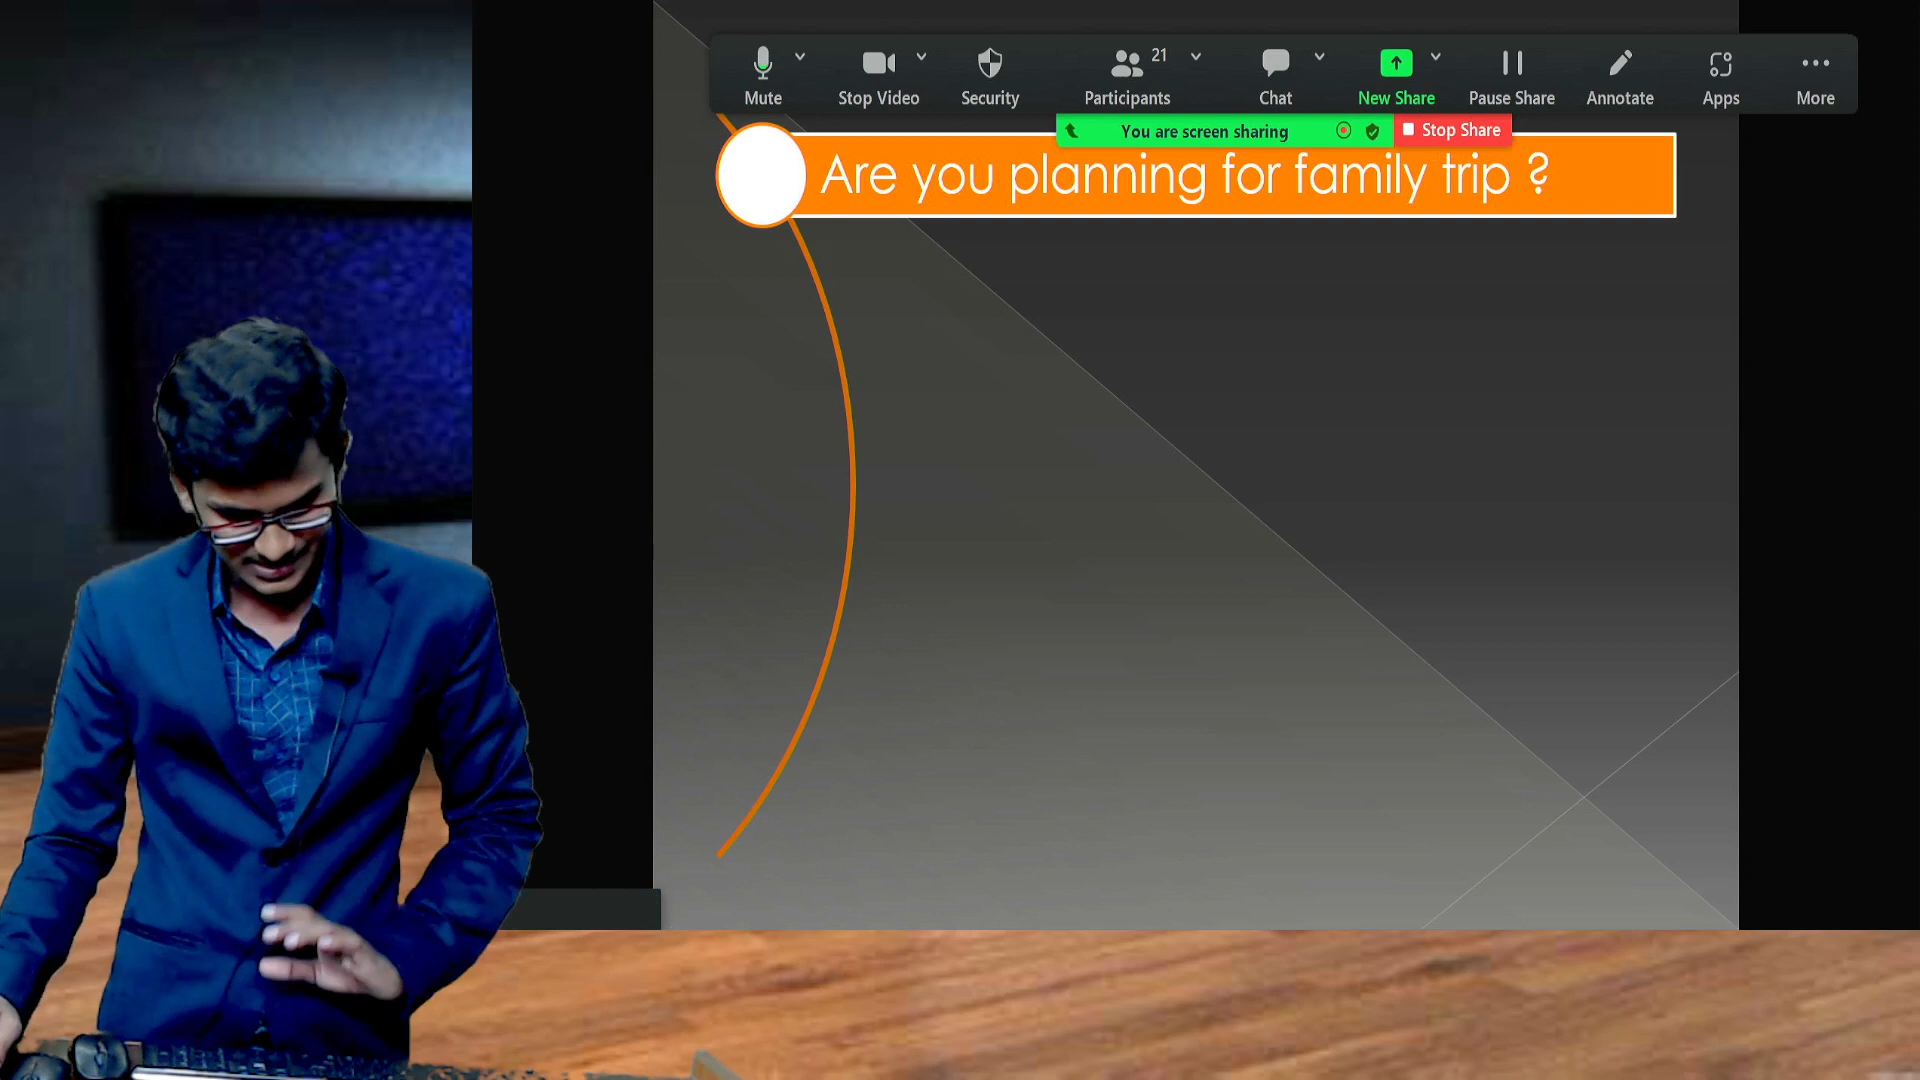 21
Mute
Stop Video
Security
Participants
Chat
New Share
Pause Share
Annotate
Apps
More
You are screen sharing
Stop Share
Are you planning for family trip ?